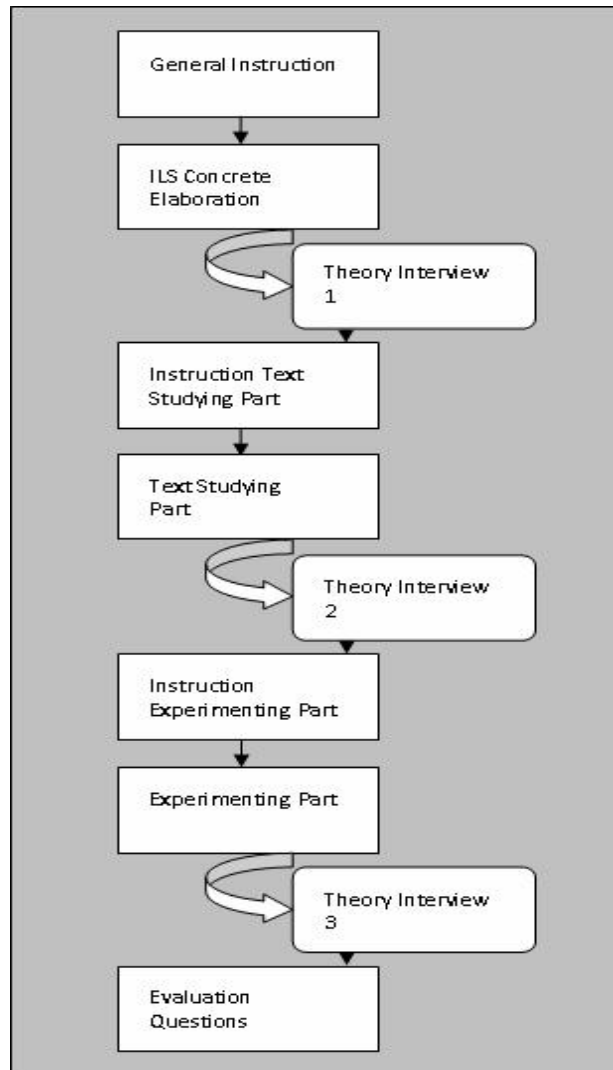 General Instruction
ILS Concrete
Elaboration
Theory Interview
1
Instruction Text
Studying Part
Text Studying
Part
Theory Interview
2
Instruction
Experimenting Part
Experimenting Part
Theory Interview
3
Evaluation
Questions